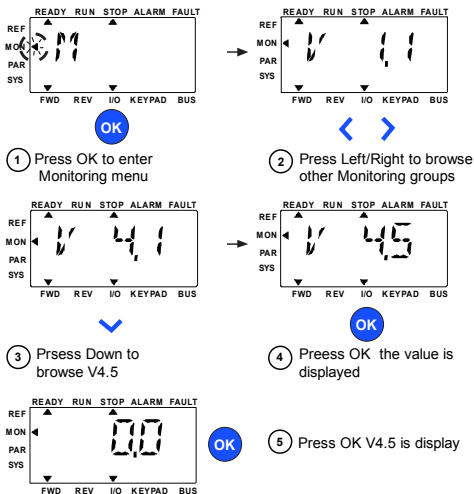 READY RUN STOP ALARM FAULT
REF
MON
PAR
SYS
M
FWD REV I/O KEYPAD BUS
OK
1 Press OK to enter
Monitoring menu
READY RUN STOP ALARM FAULT
REF
MON
PAR
SYS
V 1.1
FWD REV I/O KEYPAD BUS
2 Press Left/Right to browse
other Monitoring groups
READY RUN STOP ALARM FAULT
REF
MON
PAR
SYS
V 4.1
FWD REV I/O KEYPAD BUS
3 Prsess Down to
browse V4.5
READY RUN STOP ALARM FAULT
REF
MON
PAR
SYS
V 4.5
FWD REV I/O KEYPAD BUS
OK
4 Preess OK the value is
displayed
READY RUN STOP ALARM FAULT
REF
MON
PAR
SYS
0.0
FWD REV I/O KEYPAD BUS
OK
5 Press OK V4.5 is display